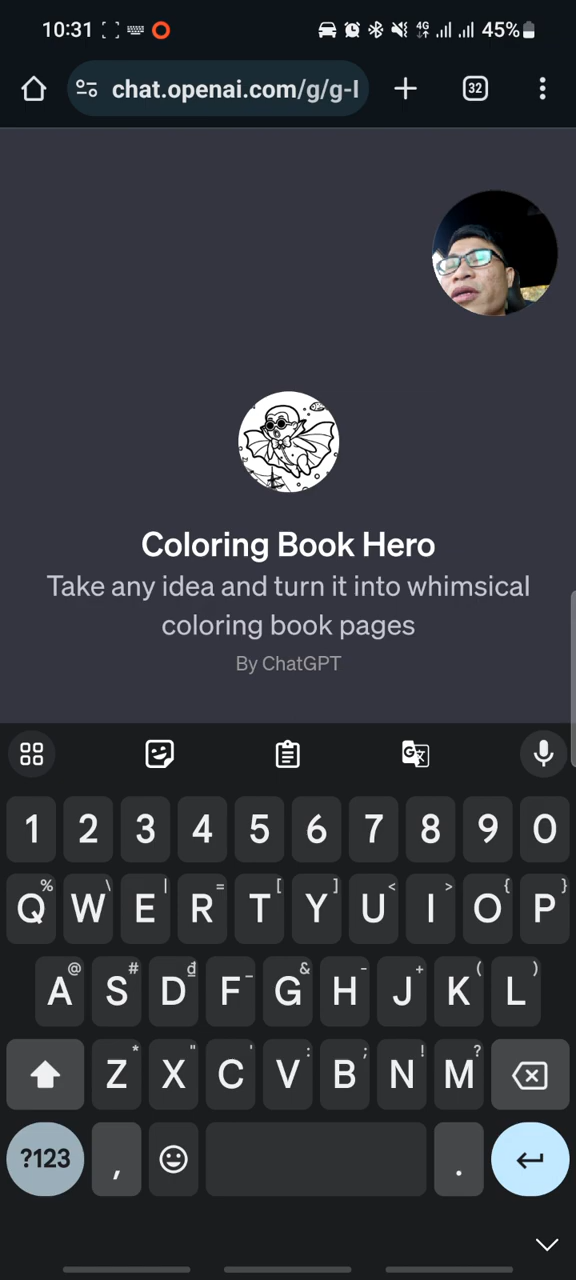 10:31 4G 45%
chat.openai.com/g/g-I 32
Coloring Book Hero
Take any idea and turn it into whimsical
coloring book pages
By ChatGPT
1 2 3 4 5 6 7 8 9 0
% \ | = [ ] < > { }
Q W E R T Y U I O P
@ # đ _ & - + ( )
A S D F G H J K L
* " ' : ; ! ?
Z X C V B N M
?123 , .